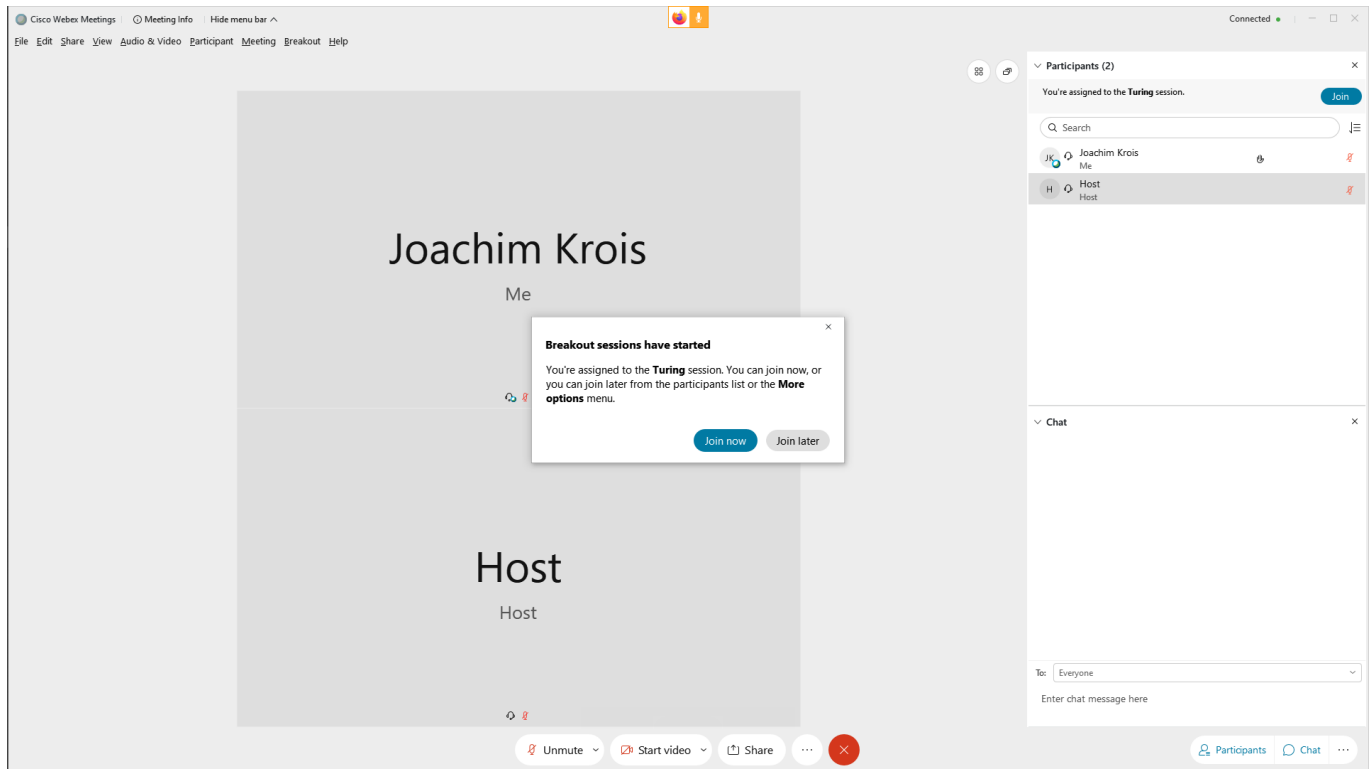 Cisco Webex Meetings Meeting Info Hide menu bar Connected
File Edit Share View Audio & Video Participant Meeting Breakout Help
Participants (2)
You're assigned to the Turing session.
Join
Search
JK Joachim Krois
Me
H Host
Host
Joachim Krois
Me
Breakout sessions have started
You're assigned to the Turing session. You can join now, or
you can join later from the participants list or the More
options menu.
Join now Join later
Host
Host
Chat
To: Everyone
Enter chat message here
Unmute Start video Share
Participants Chat